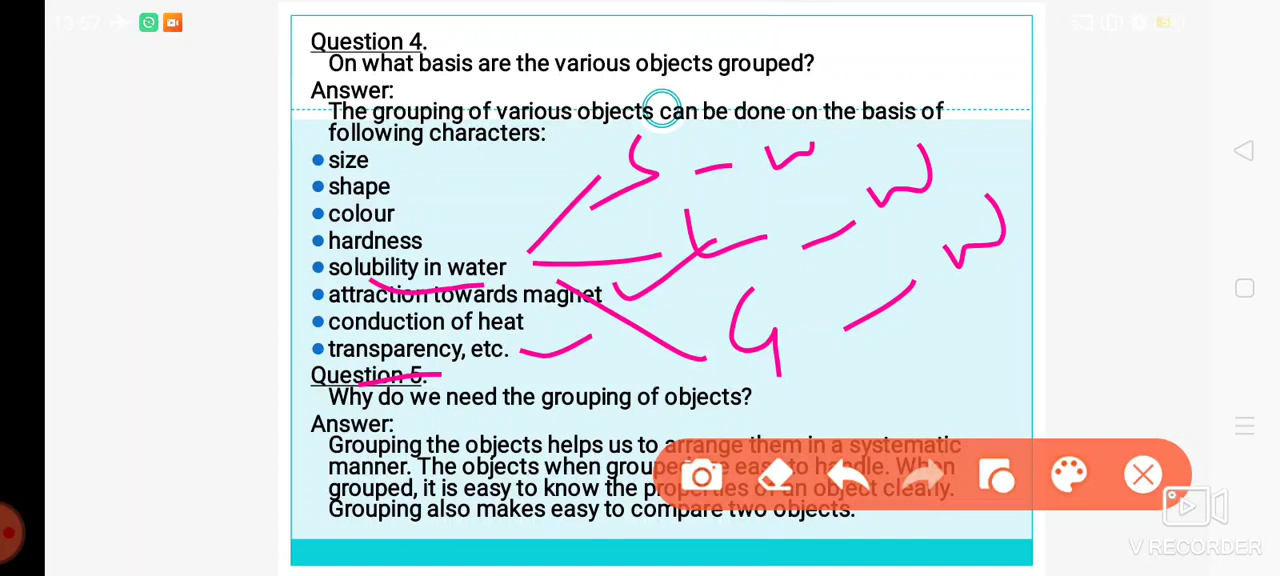 13:52
Question 4.
On what basis are the various objects grouped?
Answer:
The grouping of various objects can be done on the basis of
following characters:
● size
● shape
● colour
● hardness
● solubility in water
● attraction towards magnet
● conduction of heat
● transparency, etc.
S - w
L - w
G - w
Question 5.
Why do we need the grouping of objects?
Answer:
Grouping the objects helps us to arrange them in a systematic
manner. The objects when grouped are easy to handle. When
grouped, it is easy to know the properties of an object clearly.
Grouping also makes easy to compare two objects.
V RECORDER